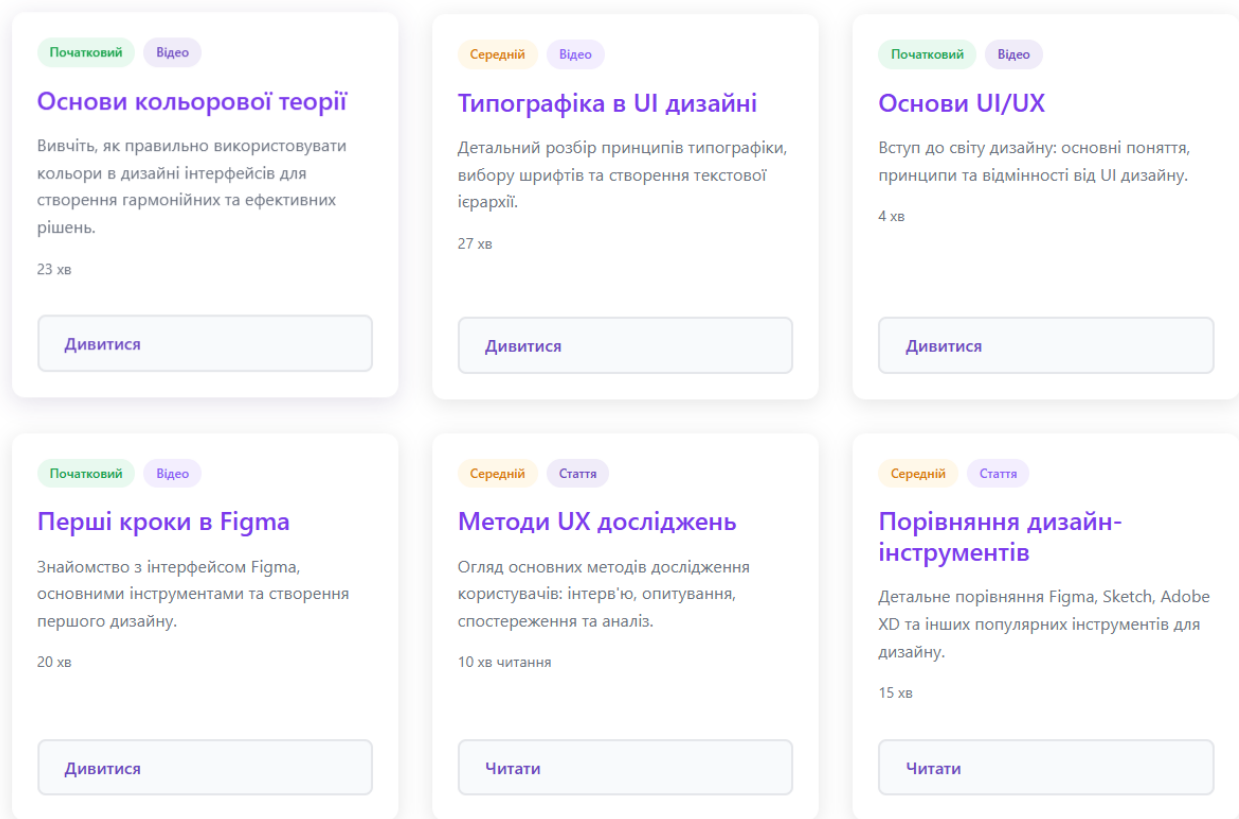 Початковий Відео
Основи кольорової теорії
Вивчіть, як правильно використовувати
кольори в дизайні інтерфейсів для
створення гармонійних та ефективних
рішень.
23 хв
Дивитися
Середній Відео
Типографіка в UI дизайні
Детальний розбір принципів типографіки,
вибору шрифтів та створення текстової
ієрархії.
27 хв
Дивитися
Початковий Відео
Основи UI/UX
Вступ до світу дизайну: основні поняття,
принципи та відмінності від UI дизайну.
4 хв
Дивитися
Початковий Відео
Перші кроки в Figma
Знайомство з інтерфейсом Figma,
основними інструментами та створення
першого дизайну.
20 хв
Дивитися
Середній Стаття
Методи UX досліджень
Огляд основних методів дослідження
користувачів: інтерв'ю, опитування,
спостереження та аналіз.
10 хв читання
Читати
Середній Стаття
Порівняння дизайн-
інструментів
Детальне порівняння Figma, Sketch, Adobe
XD та інших популярних інструментів для
дизайну.
15 хв
Читати